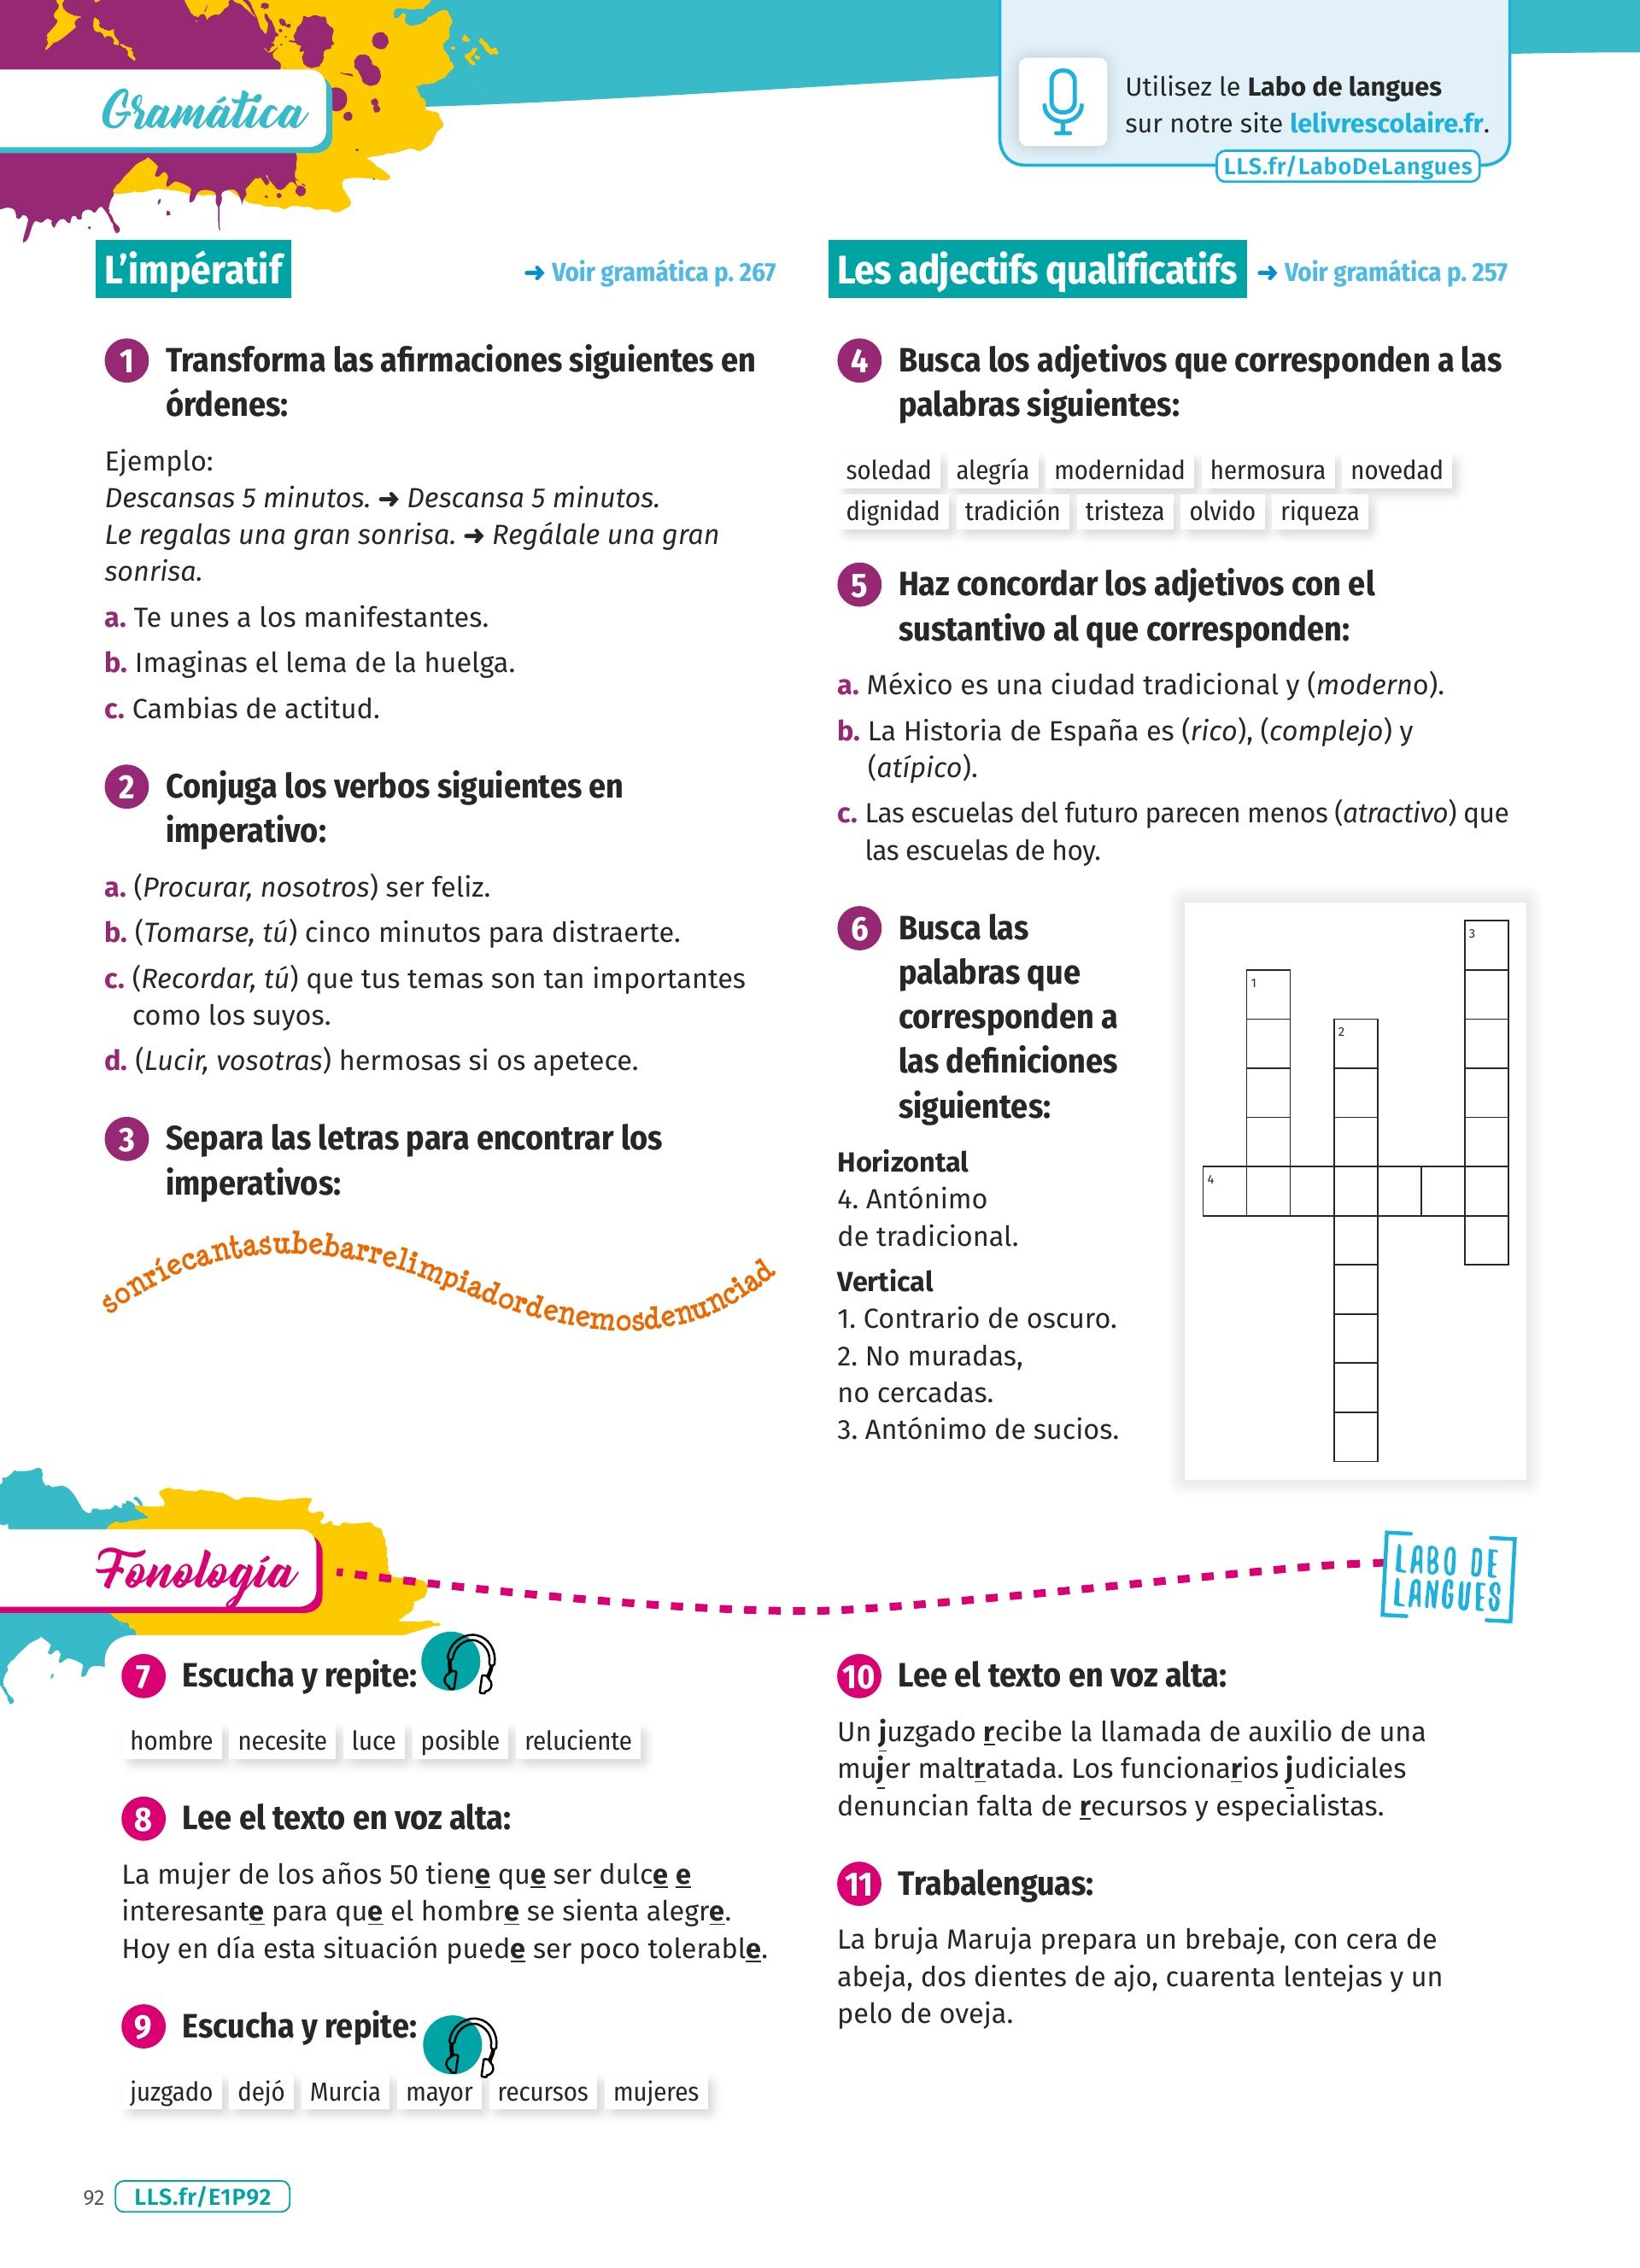 Gramática
Utilisez le Labo de langues
sur notre site lelivrescolaire.fr.
LLS.fr/LaboDeLangues
L'impératif
➜ Voir gramática p. 267
1 Transforma las afirmaciones siguientes en
órdenes:
Ejemplo:
Descansas 5 minutos. ➜ Descansa 5 minutos.
Le regalas una gran sonrisa. ➜ Regálale una gran
sonrisa.
a. Te unes a los manifestantes.
b. Imaginas el lema de la huelga.
c. Cambias de actitud.
2 Conjuga los verbos siguientes en
imperativo:
a. (Procurar, nosotros) ser feliz.
b. (Tomarse, tú) cinco minutos para distraerte.
c. (Recordar, tú) que tus temas son tan importantes
como los suyos.
d. (Lucir, vosotras) hermosas si os apetece.
3 Separa las letras para encontrar los
imperativos:
sonríecantasubebarrelimpiadordenemosdenunciad
Les adjectifs qualificatifs
➜ Voir gramática p. 257
4 Busca los adjetivos que corresponden a las
palabras siguientes:
soledad alegría modernidad hermosura novedad
dignidad tradición tristeza olvido riqueza
5 Haz concordar los adjetivos con el
sustantivo al que corresponden:
a. México es una ciudad tradicional y (moderno).
b. La Historia de España es (rico), (complejo) y
(atípico).
c. Las escuelas del futuro parecen menos (atractivo) que
las escuelas de hoy.
6 Busca las
palabras que
corresponden a
las definiciones
siguientes:
Horizontal
4. Antónimo
de tradicional.
Vertical
1. Contrario de oscuro.
2. No muradas,
no cercadas.
3. Antónimo de sucios.
3
1
2
4
Fonología
LABO DE
LANGUES
7 Escucha y repite:
hombre necesite luce posible reluciente
8 Lee el texto en voz alta:
La mujer de los años 50 tiene que ser dulce e
interesante para que el hombre se sienta alegre.
Hoy en día esta situación puede ser poco tolerable.
9 Escucha y repite:
juzgado dejó Murcia mayor recursos mujeres
10 Lee el texto en voz alta:
Un juzgado recibe la llamada de auxilio de una
mujer maltratada. Los funcionarios judiciales
denuncian falta de recursos y especialistas.
11 Trabalenguas:
La bruja Maruja prepara un brebaje, con cera de
abeja, dos dientes de ajo, cuarenta lentejas y un
pelo de oveja.
92 LLS.fr/E1P92